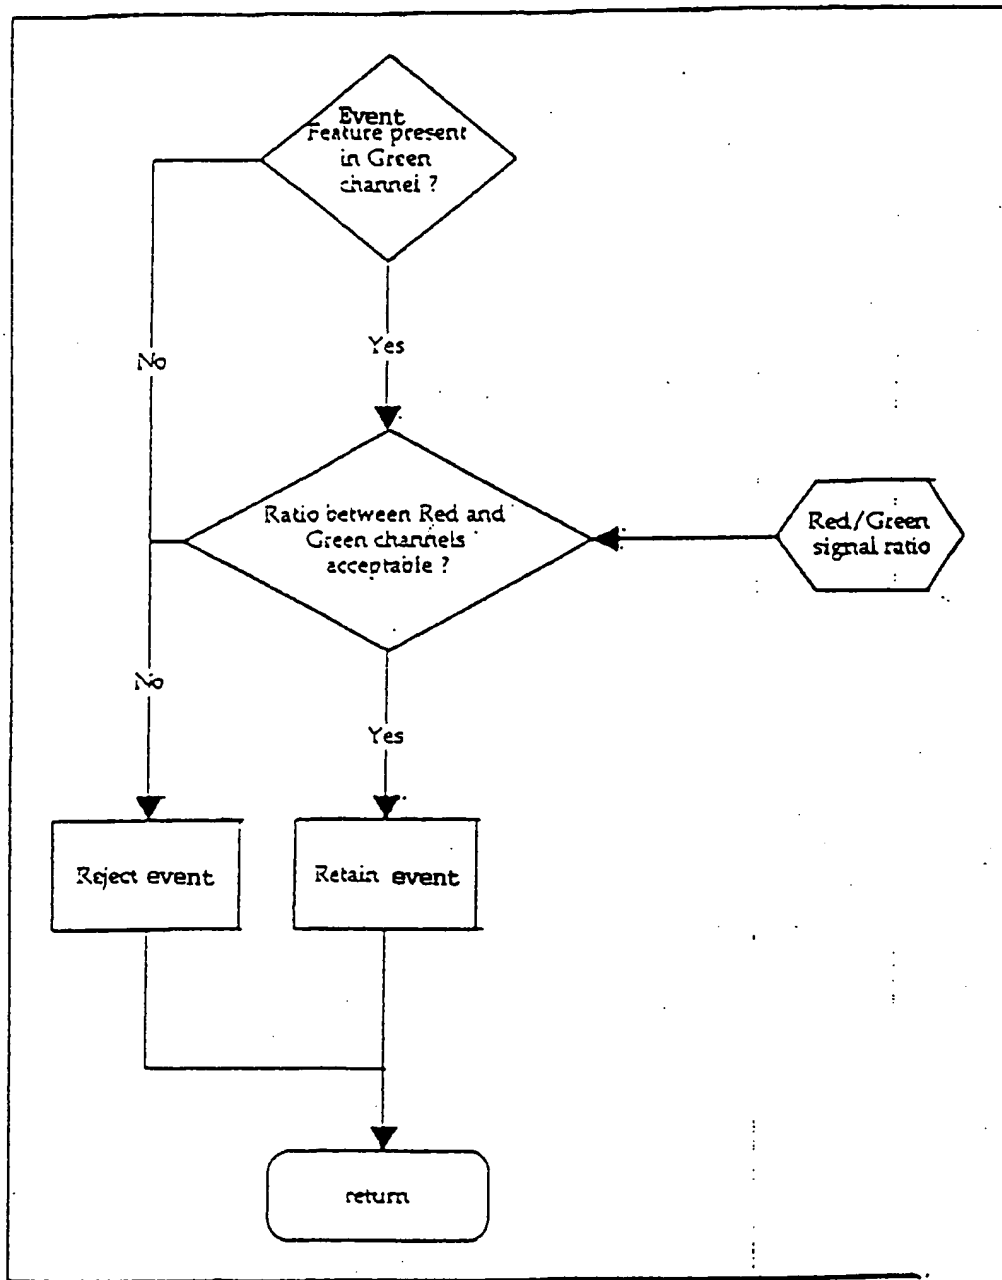 Event
Feature present
in Green
channel ?
No
Yes
Ratio between Red and
Green channels
acceptable ?
Red/Green
signal ratio
No
Yes
Reject event
Retain event
return